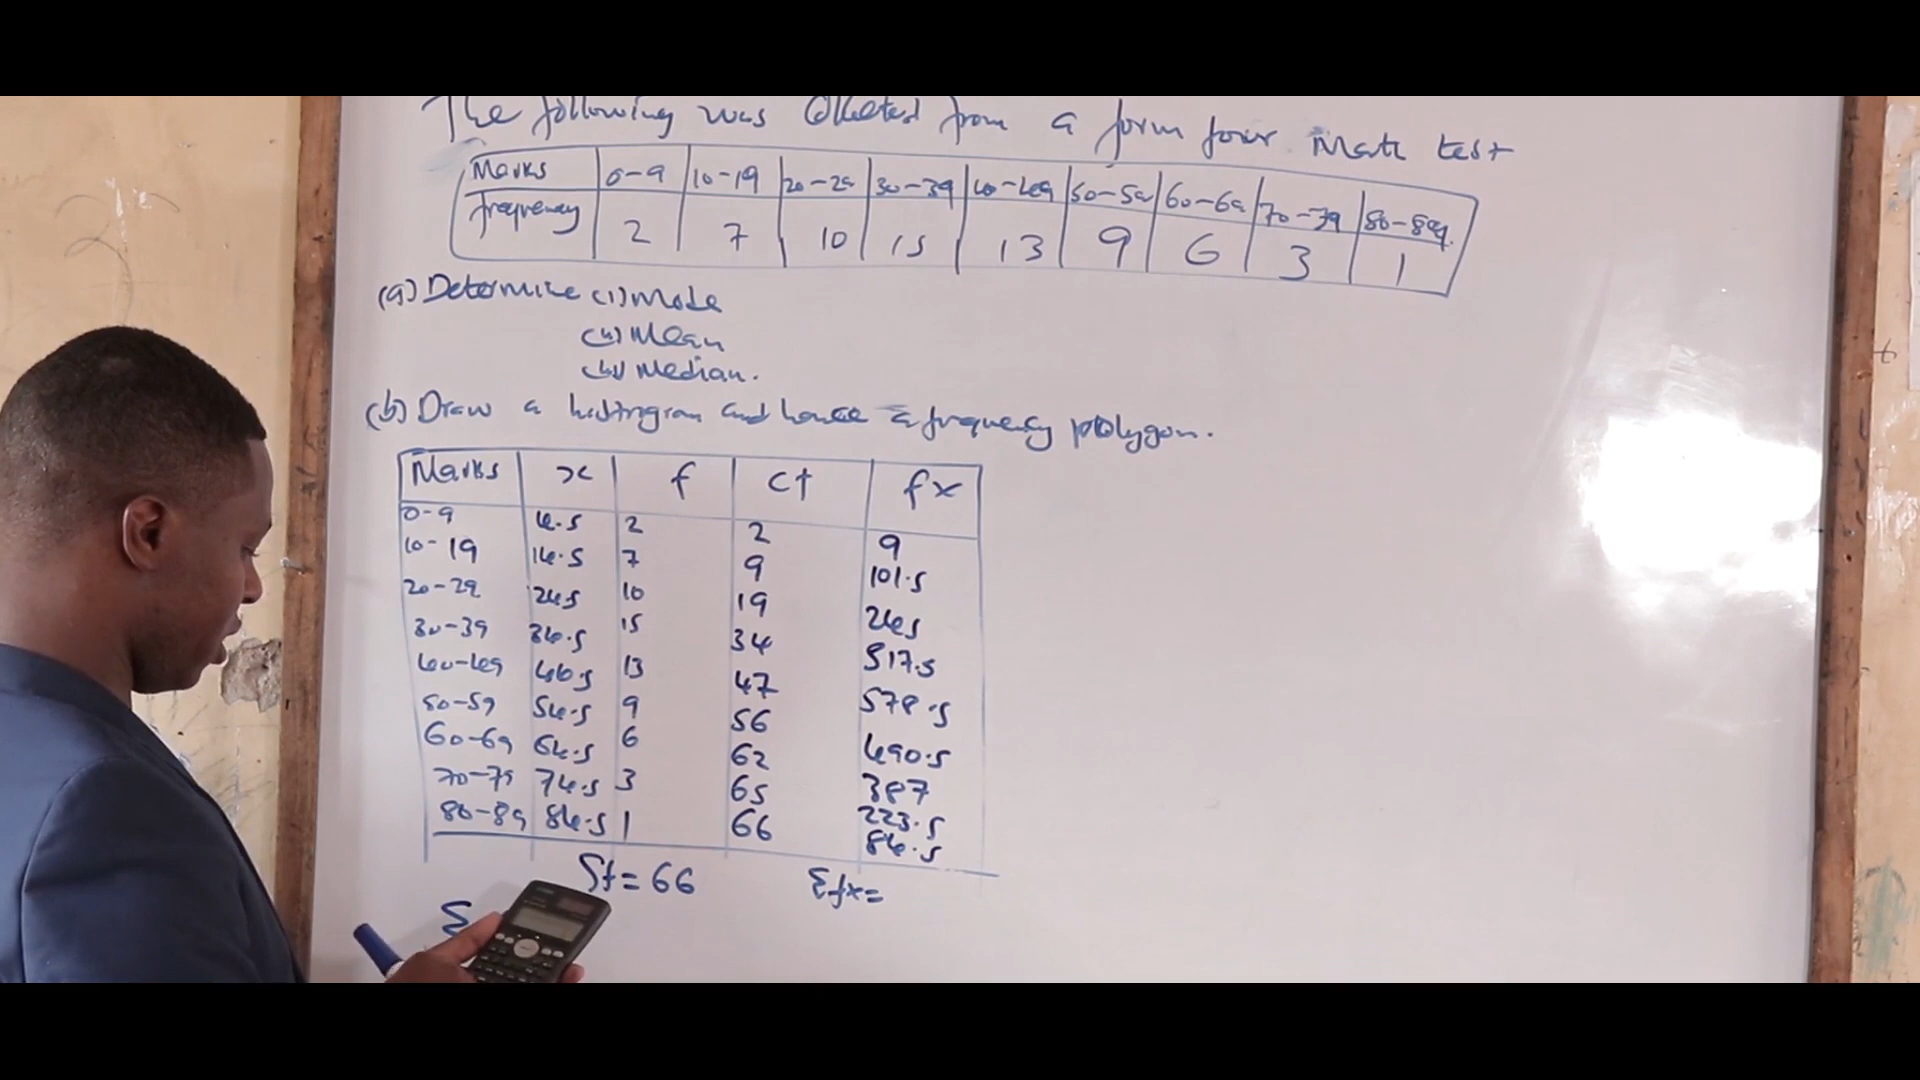 The following was collected from a form four Math test
Marks 0-9 10-19 20-29 30-39 40-49 50-59 60-69 70-79 80-89
frequency 2 7 10 15 13 9 6 3 1
(a) Determine (i) Mode
(ii) Mean
(iii) Median.
(b) Draw a histogram and hence a frequency polygon.
Marks x f cf fx
0-9 4.5 2 2 9
10-19 14.5 7 9 101.5
20-29 24.5 10 19 245
30-39 34.5 15 34 517.5
40-49 44.5 13 47 578.5
50-59 54.5 9 56 490.5
60-69 64.5 6 62 387
70-79 74.5 3 65 223.5
80-89 84.5 1 66 84.5
Σf = 66 Σfx =
Σ